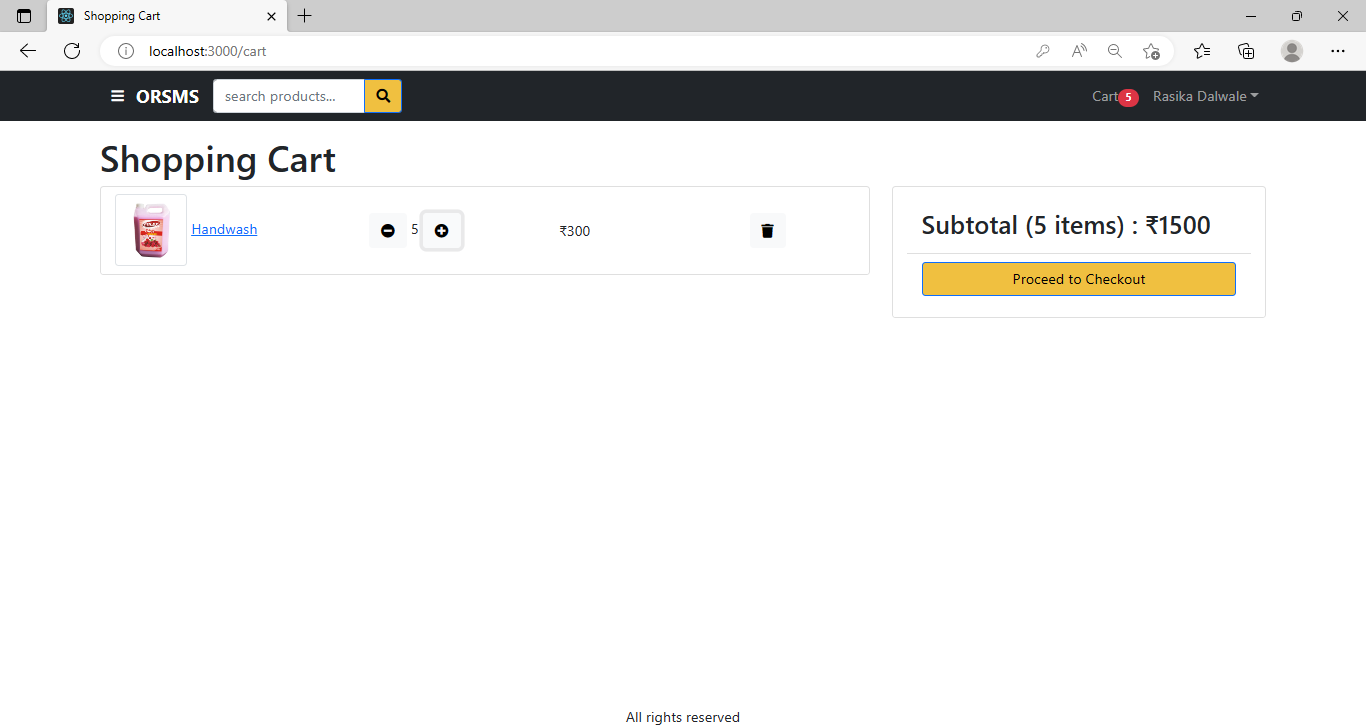 Shopping Cart
localhost:3000/cart
ORSMS search products... Cart 5 Rasika Dalwale
Shopping Cart
Handwash 5 ₹300
Subtotal (5 items) : ₹1500
Proceed to Checkout
All rights reserved